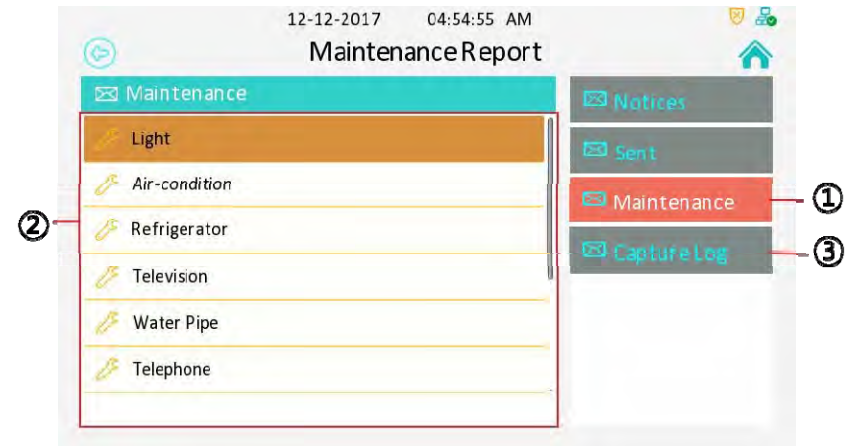 12-12-2017 04:54:55 AM
Maintenance Report
Maintenance
Light
Air-condition
Refrigerator
Television
Water Pipe
Telephone
Notices
Sent
Maintenance
Capture Log
①
②
③